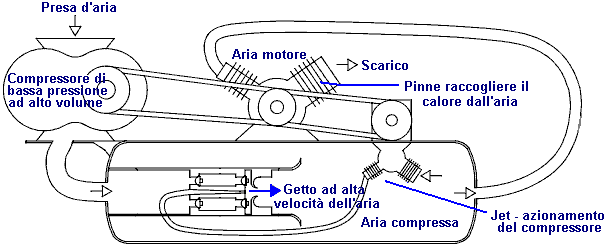 Presa d'aria
Aria motore
Scarico
Compressore di
bassa pressione
ad alto volume
Pinne raccogliere il
calore dall'aria
Getto ad alta
velocità dell'aria
Aria compressa
Jet - azionamento
del compressore